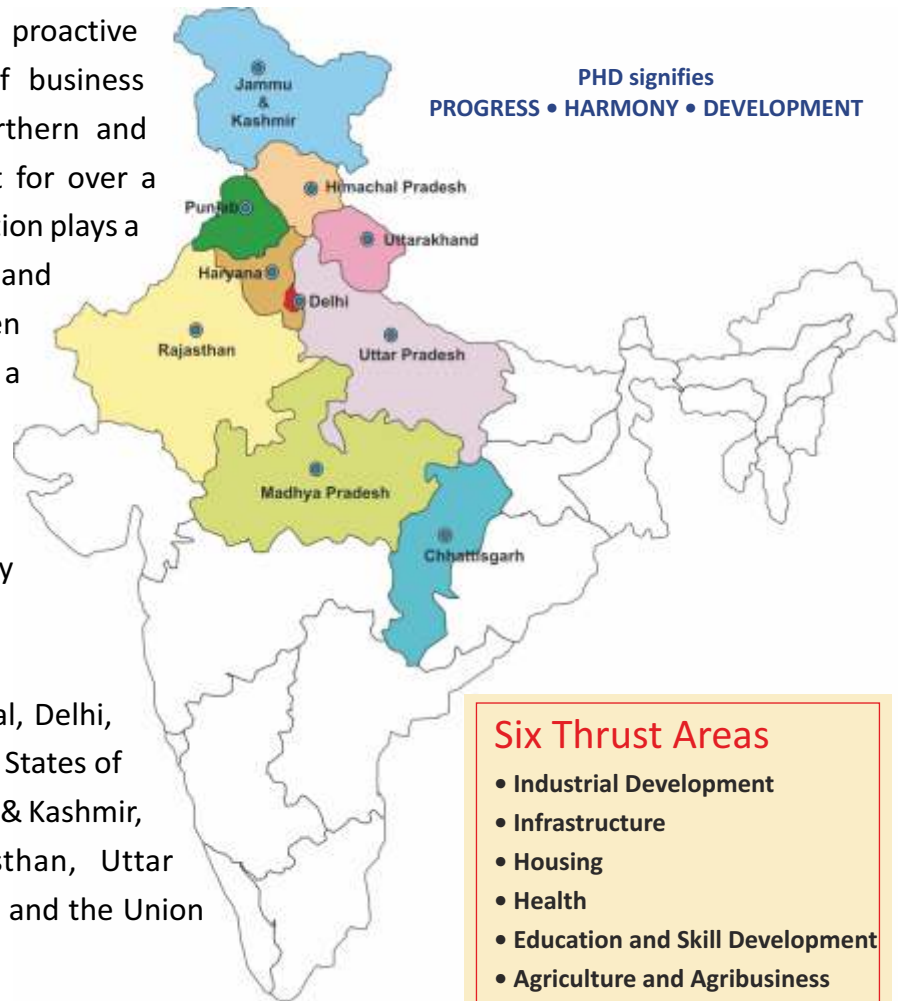 proactive
f business
rthern and
t for over a
tion plays a
and
en
a
y
al, Delhi,
States of
& Kashmir,
sthan, Uttar
and the Union
PHD signifies
PROGRESS • HARMONY • DEVELOPMENT
Jammu
&
Kashmir
Himachal Pradesh
Punjab
Uttarakhand
Haryana
Delhi
Rajasthan
Uttar Pradesh
Madhya Pradesh
Chhattisgarh
Six Thrust Areas
• Industrial Development
• Infrastructure
• Housing
• Health
• Education and Skill Development
• Agriculture and Agribusiness